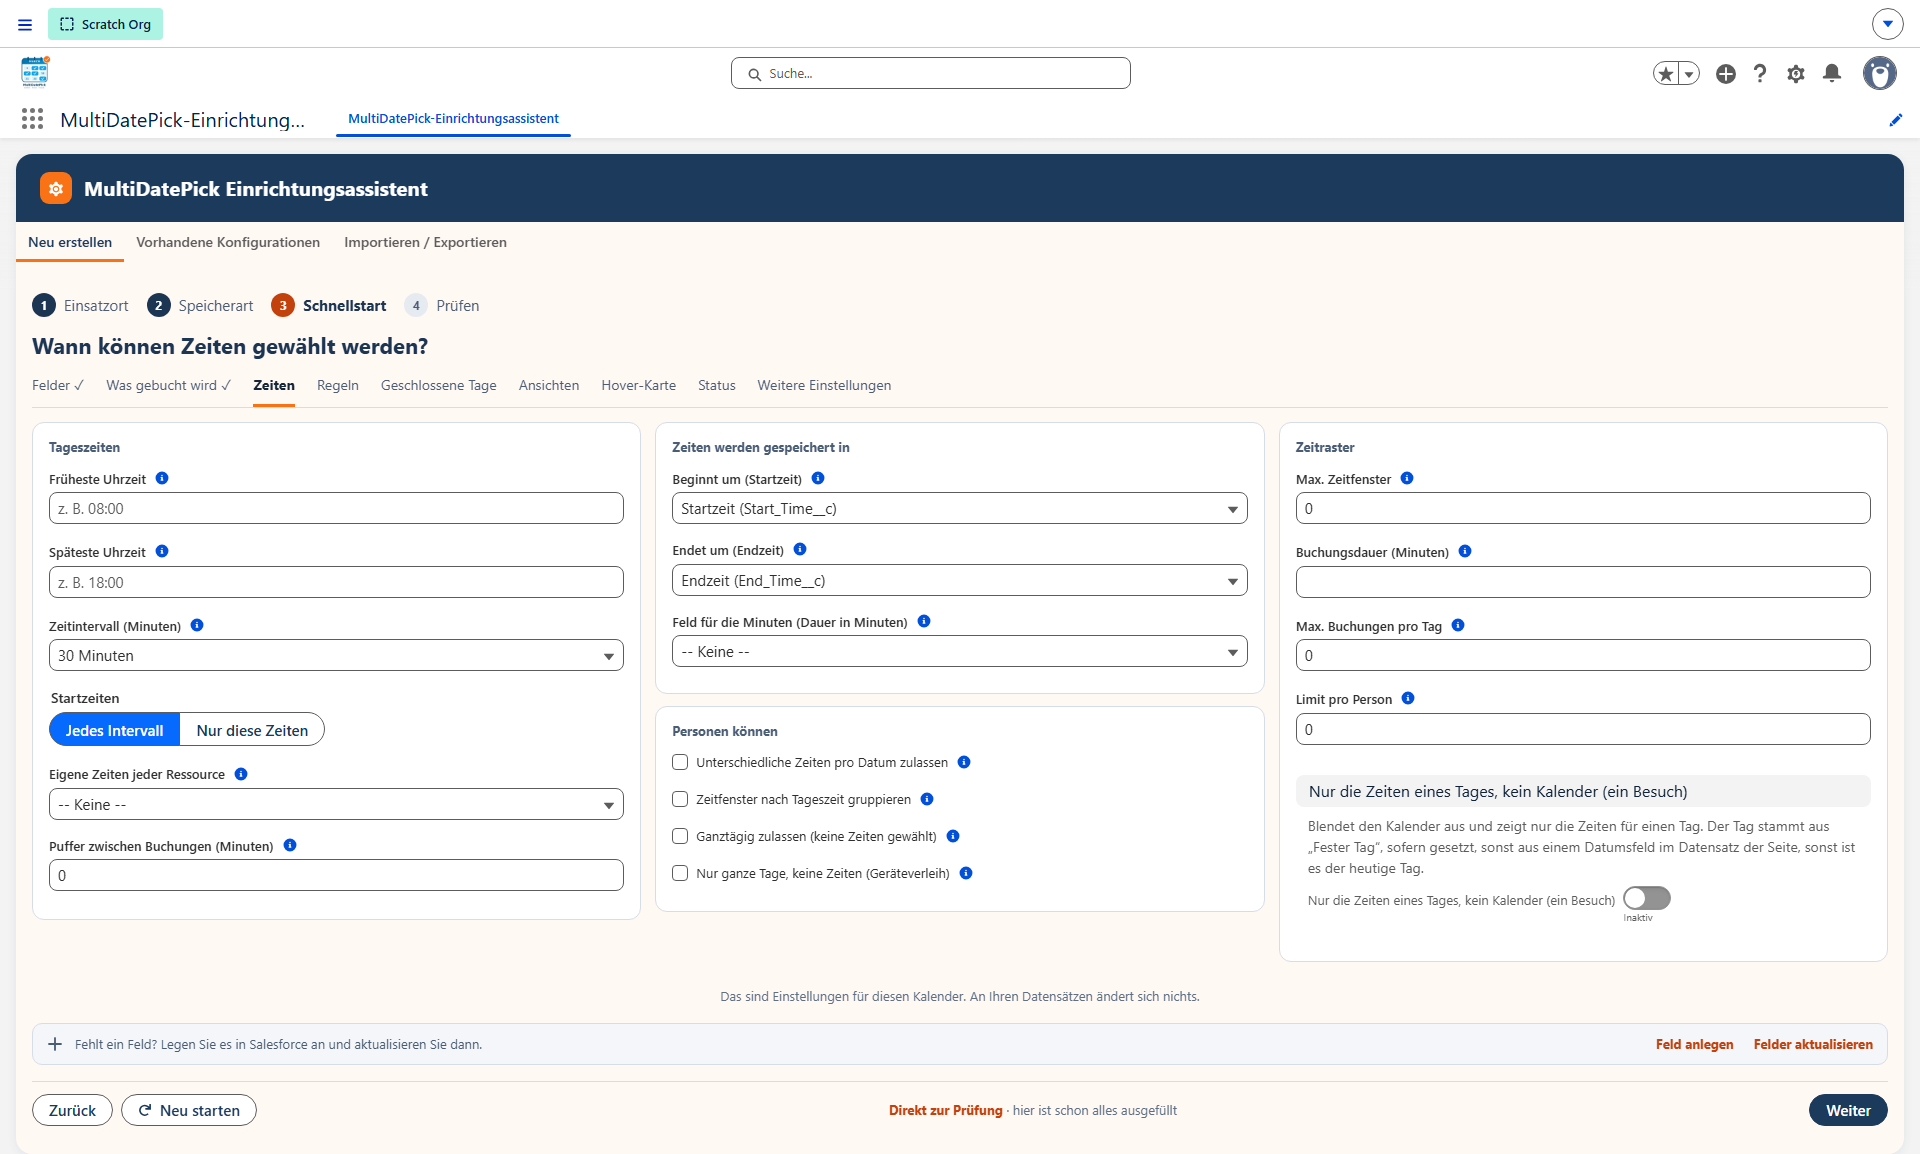 Scratch Org
Suche...
MultiDatePick-Einrichtung...
MultiDatePick-Einrichtungsassistent
MultiDatePick Einrichtungsassistent
Neu erstellen
Vorhandene Konfigurationen
Importieren / Exportieren
1 Einsatzort
2 Speicherart
3 Schnellstart
4 Prüfen
Wann können Zeiten gewählt werden?
Felder ✓
Was gebucht wird ✓
Zeiten
Regeln
Geschlossene Tage
Ansichten
Hover-Karte
Status
Weitere Einstellungen
Tageszeiten
Früheste Uhrzeit
z. B. 08:00
Späteste Uhrzeit
z. B. 18:00
Zeitintervall (Minuten)
30 Minuten
Startzeiten
Jedes Intervall
Nur diese Zeiten
Eigene Zeiten jeder Ressource
-- Keine --
Puffer zwischen Buchungen (Minuten)
0
Zeiten werden gespeichert in
Beginnt um (Startzeit)
Startzeit (Start_Time__c)
Endet um (Endzeit)
Endzeit (End_Time__c)
Feld für die Minuten (Dauer in Minuten)
-- Keine --
Personen können
Unterschiedliche Zeiten pro Datum zulassen
Zeitfenster nach Tageszeit gruppieren
Ganztägig zulassen (keine Zeiten gewählt)
Nur ganze Tage, keine Zeiten (Geräteverleih)
Zeitraster
Max. Zeitfenster
0
Buchungsdauer (Minuten)
Max. Buchungen pro Tag
0
Limit pro Person
0
Nur die Zeiten eines Tages, kein Kalender (ein Besuch)
Blendet den Kalender aus und zeigt nur die Zeiten für einen Tag. Der Tag stammt aus
„Fester Tag“, sofern gesetzt, sonst aus einem Datumsfeld im Datensatz der Seite, sonst ist
es der heutige Tag.
Nur die Zeiten eines Tages, kein Kalender (ein Besuch)
Inaktiv
Das sind Einstellungen für diesen Kalender. An Ihren Datensätzen ändert sich nichts.
Fehlt ein Feld? Legen Sie es in Salesforce an und aktualisieren Sie dann.
Feld anlegen
Felder aktualisieren
Zurück
Neu starten
Direkt zur Prüfung · hier ist schon alles ausgefüllt
Weiter